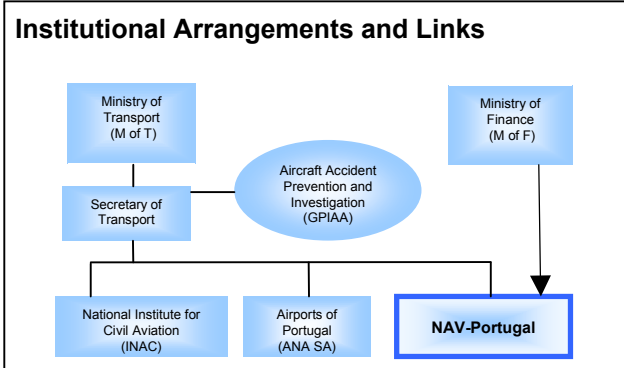 Institutional Arrangements and Links
Ministry of
Transport
(M of T)
Ministry of
Finance
(M of F)
Aircraft Accident
Prevention and
Investigation
(GPIAA)
Secretary of
Transport
National Institute for
Civil Aviation
(INAC)
Airports of
Portugal
(ANA SA)
NAV-Portugal